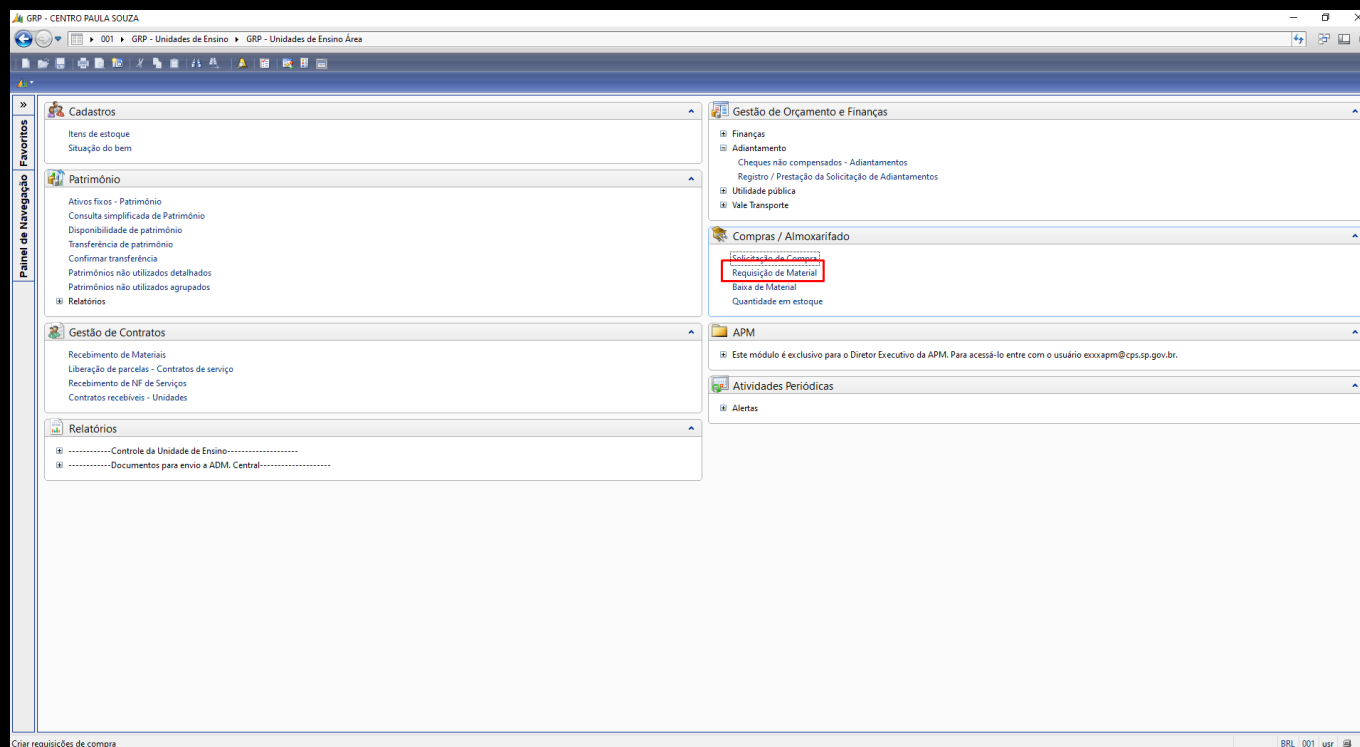 GRP - CENTRO PAULA SOUZA
001 GRP - Unidades de Ensino GRP - Unidades de Ensino Área
Favoritos
Painel de Navegação
Cadastros
Itens de estoque
Situação do bem
Patrimônio
Ativos fixos - Patrimônio
Consulta simplificada de Patrimônio
Disponibilidade de patrimônio
Transferência de patrimônio
Confirmar transferência
Patrimônios não utilizados detalhados
Patrimônios não utilizados agrupados
Relatórios
Gestão de Contratos
Recebimento de Materiais
Liberação de parcelas - Contratos de serviço
Recebimento de NF de Serviços
Contratos recebíveis - Unidades
Relatórios
------------Controle da Unidade de Ensino--------------------
------------Documentos para envio a ADM. Central--------------------
Gestão de Orçamento e Finanças
Finanças
Adiantamento
Cheques não compensados - Adiantamentos
Registro / Prestação da Solicitação de Adiantamentos
Utilidade pública
Vale Transporte
Compras / Almoxarifado
Solicitação de Compra
Requisição de Material
Baixa de Material
Quantidade em estoque
APM
Este módulo é exclusivo para o Diretor Executivo da APM. Para acessá-lo entre com o usuário exxxapm@cps.sp.gov.br.
Atividades Periódicas
Alertas
Criar requisições de compra
BRL 001 usr